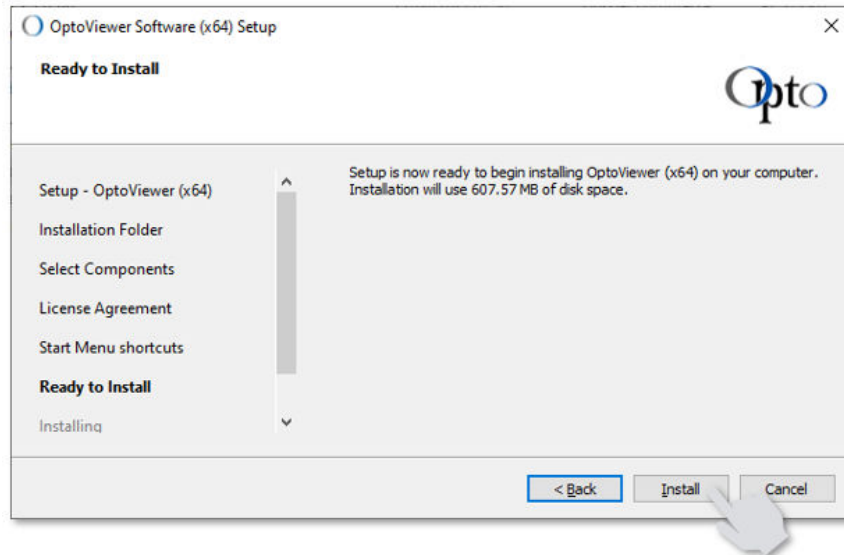 OptoViewer Software (x64) Setup
Ready to Install
Opto
Setup - OptoViewer (x64)
Installation Folder
Select Components
License Agreement
Start Menu shortcuts
Ready to Install
Installing
Setup is now ready to begin installing OptoViewer (x64) on your computer.
Installation will use 607.57 MB of disk space.
< Back Install Cancel